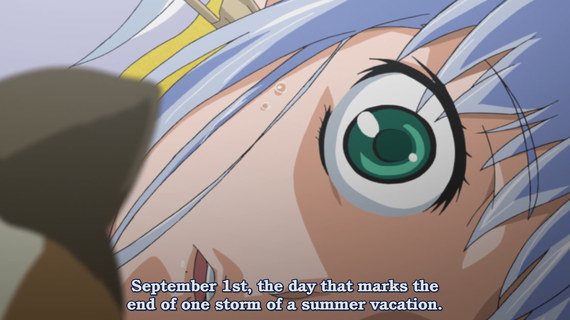 September 1st, the day that marks the
end of one storm of a summer vacation.